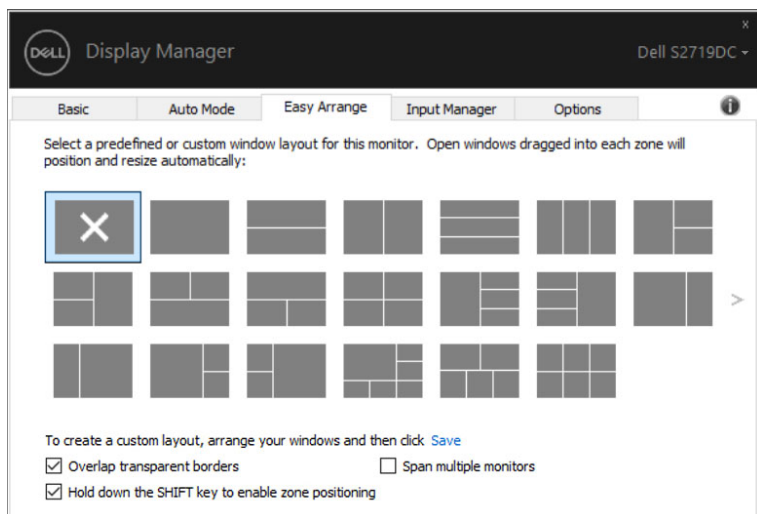 x
DELL Display Manager
Dell S2719DC
Basic Auto Mode Easy Arrange Input Manager Options
Select a predefined or custom window layout for this monitor. Open windows dragged into each zone will
position and resize automatically:
To create a custom layout, arrange your windows and then click Save
Overlap transparent borders Span multiple monitors
Hold down the SHIFT key to enable zone positioning